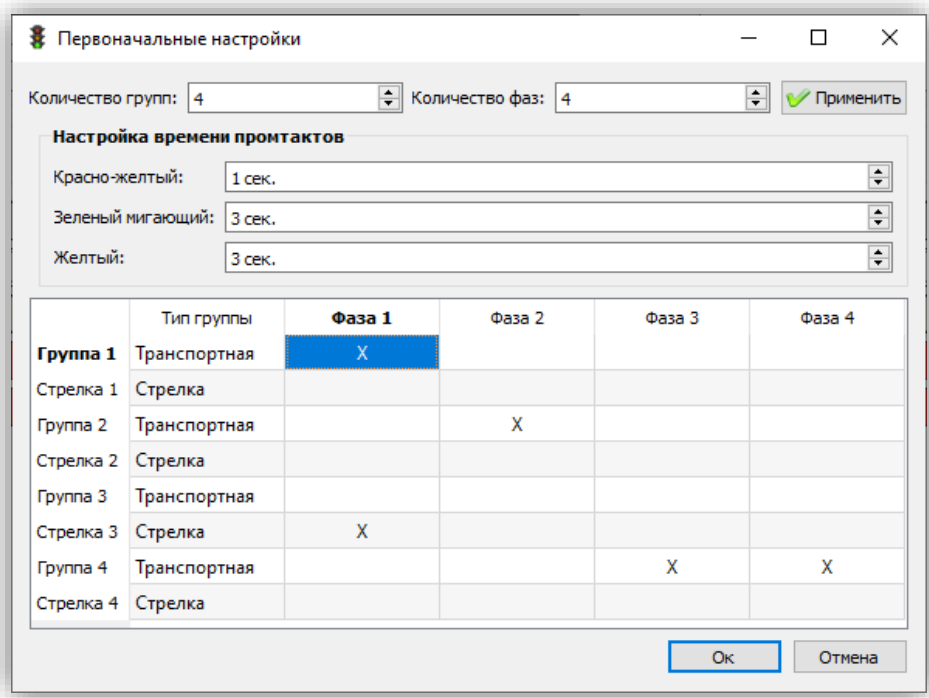 Первоначальные настройки
Количество групп: 4 Количество фаз: 4 Применить
Настройка времени промтактов
Красно-желтый: 1 сек.
Зеленый мигающий: 3 сек.
Желтый: 3 сек.
Тип группы Фаза 1 Фаза 2 Фаза 3 Фаза 4
Группа 1 Транспортная X
Стрелка 1 Стрелка
Группа 2 Транспортная X
Стрелка 2 Стрелка
Группа 3 Транспортная
Стрелка 3 Стрелка X
Группа 4 Транспортная X X
Стрелка 4 Стрелка
Ок Отмена